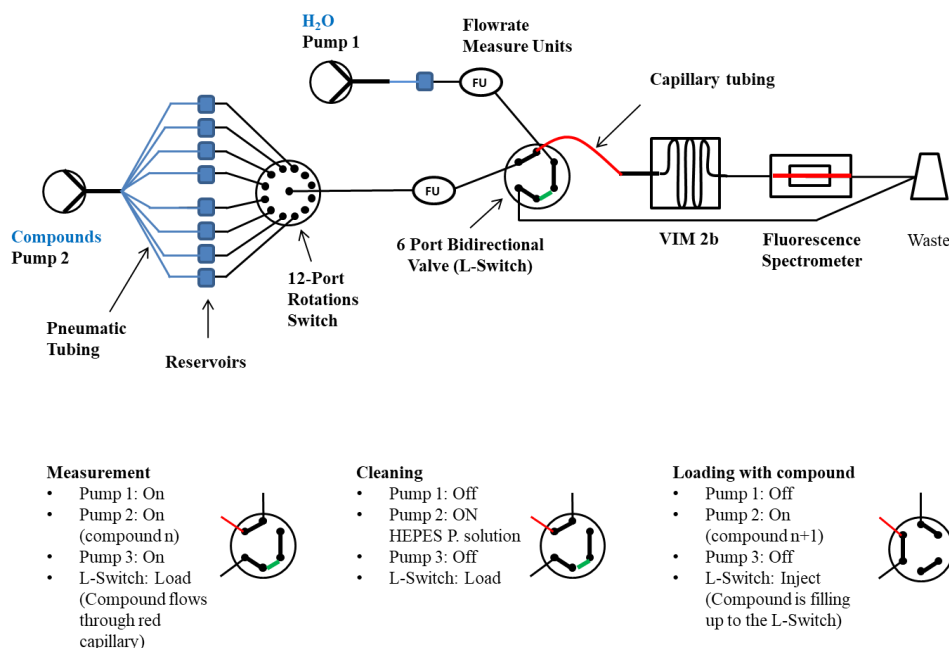 H₂O
Pump 1
Flowrate
Measure Units
FU
Capillary tubing
FU
Compounds
Pump 2
6 Port Bidirectional
Valve (L-Switch)
VIM 2b
Fluorescence
Spectrometer
Waste
12-Port
Rotations
Switch
Pneumatic
Tubing
Reservoirs
Measurement
• Pump 1: On
• Pump 2: On
(compound n)
• Pump 3: On
• L-Switch: Load
(Compound flows
through red
capillary)
Cleaning
• Pump 1: Off
• Pump 2: ON
HEPES P. solution
• Pump 3: Off
• L-Switch: Load
Loading with compound
• Pump 1: Off
• Pump 2: On
(compound n+1)
• Pump 3: Off
• L-Switch: Inject
(Compound is filling
up to the L-Switch)